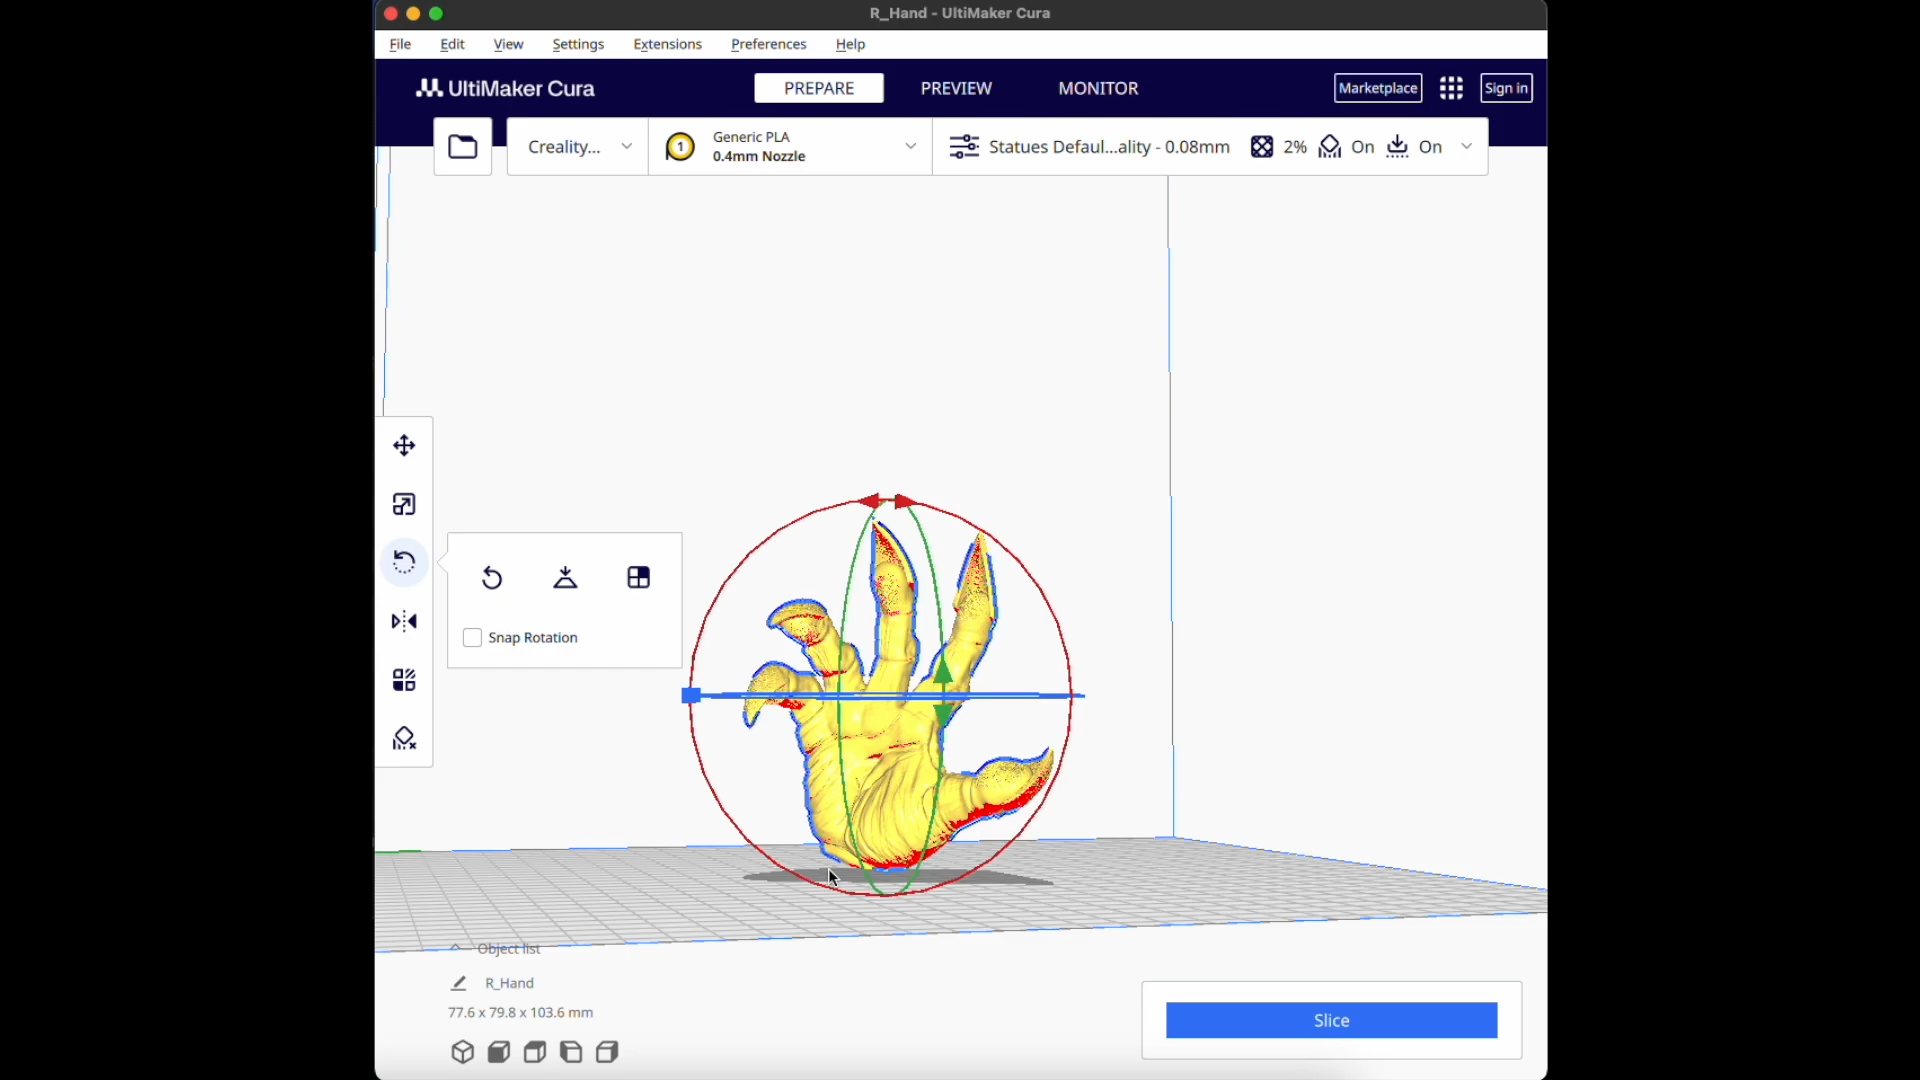 R_Hand - UltiMaker Cura
File Edit View Settings Extensions Preferences Help
UltiMaker Cura PREPARE PREVIEW MONITOR Marketplace Sign in
Creality... 1 Generic PLA
0.4mm Nozzle
Statues Defaul...ality - 0.08mm 2% On On
Snap Rotation
Object list
R_Hand
77.6 x 79.8 x 103.6 mm
Slice